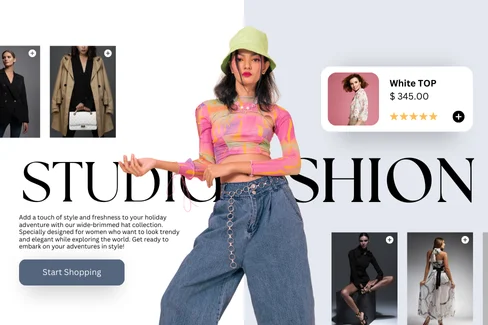 White TOP
$ 345.00
STUDIO FASHION
Add a touch of style and freshness to your holiday
adventure with our wide-brimmed hat collection.
Specially designed for women who want to look trendy
and elegant while exploring the world. Get ready to
embark on your adventures in style!
Start Shopping